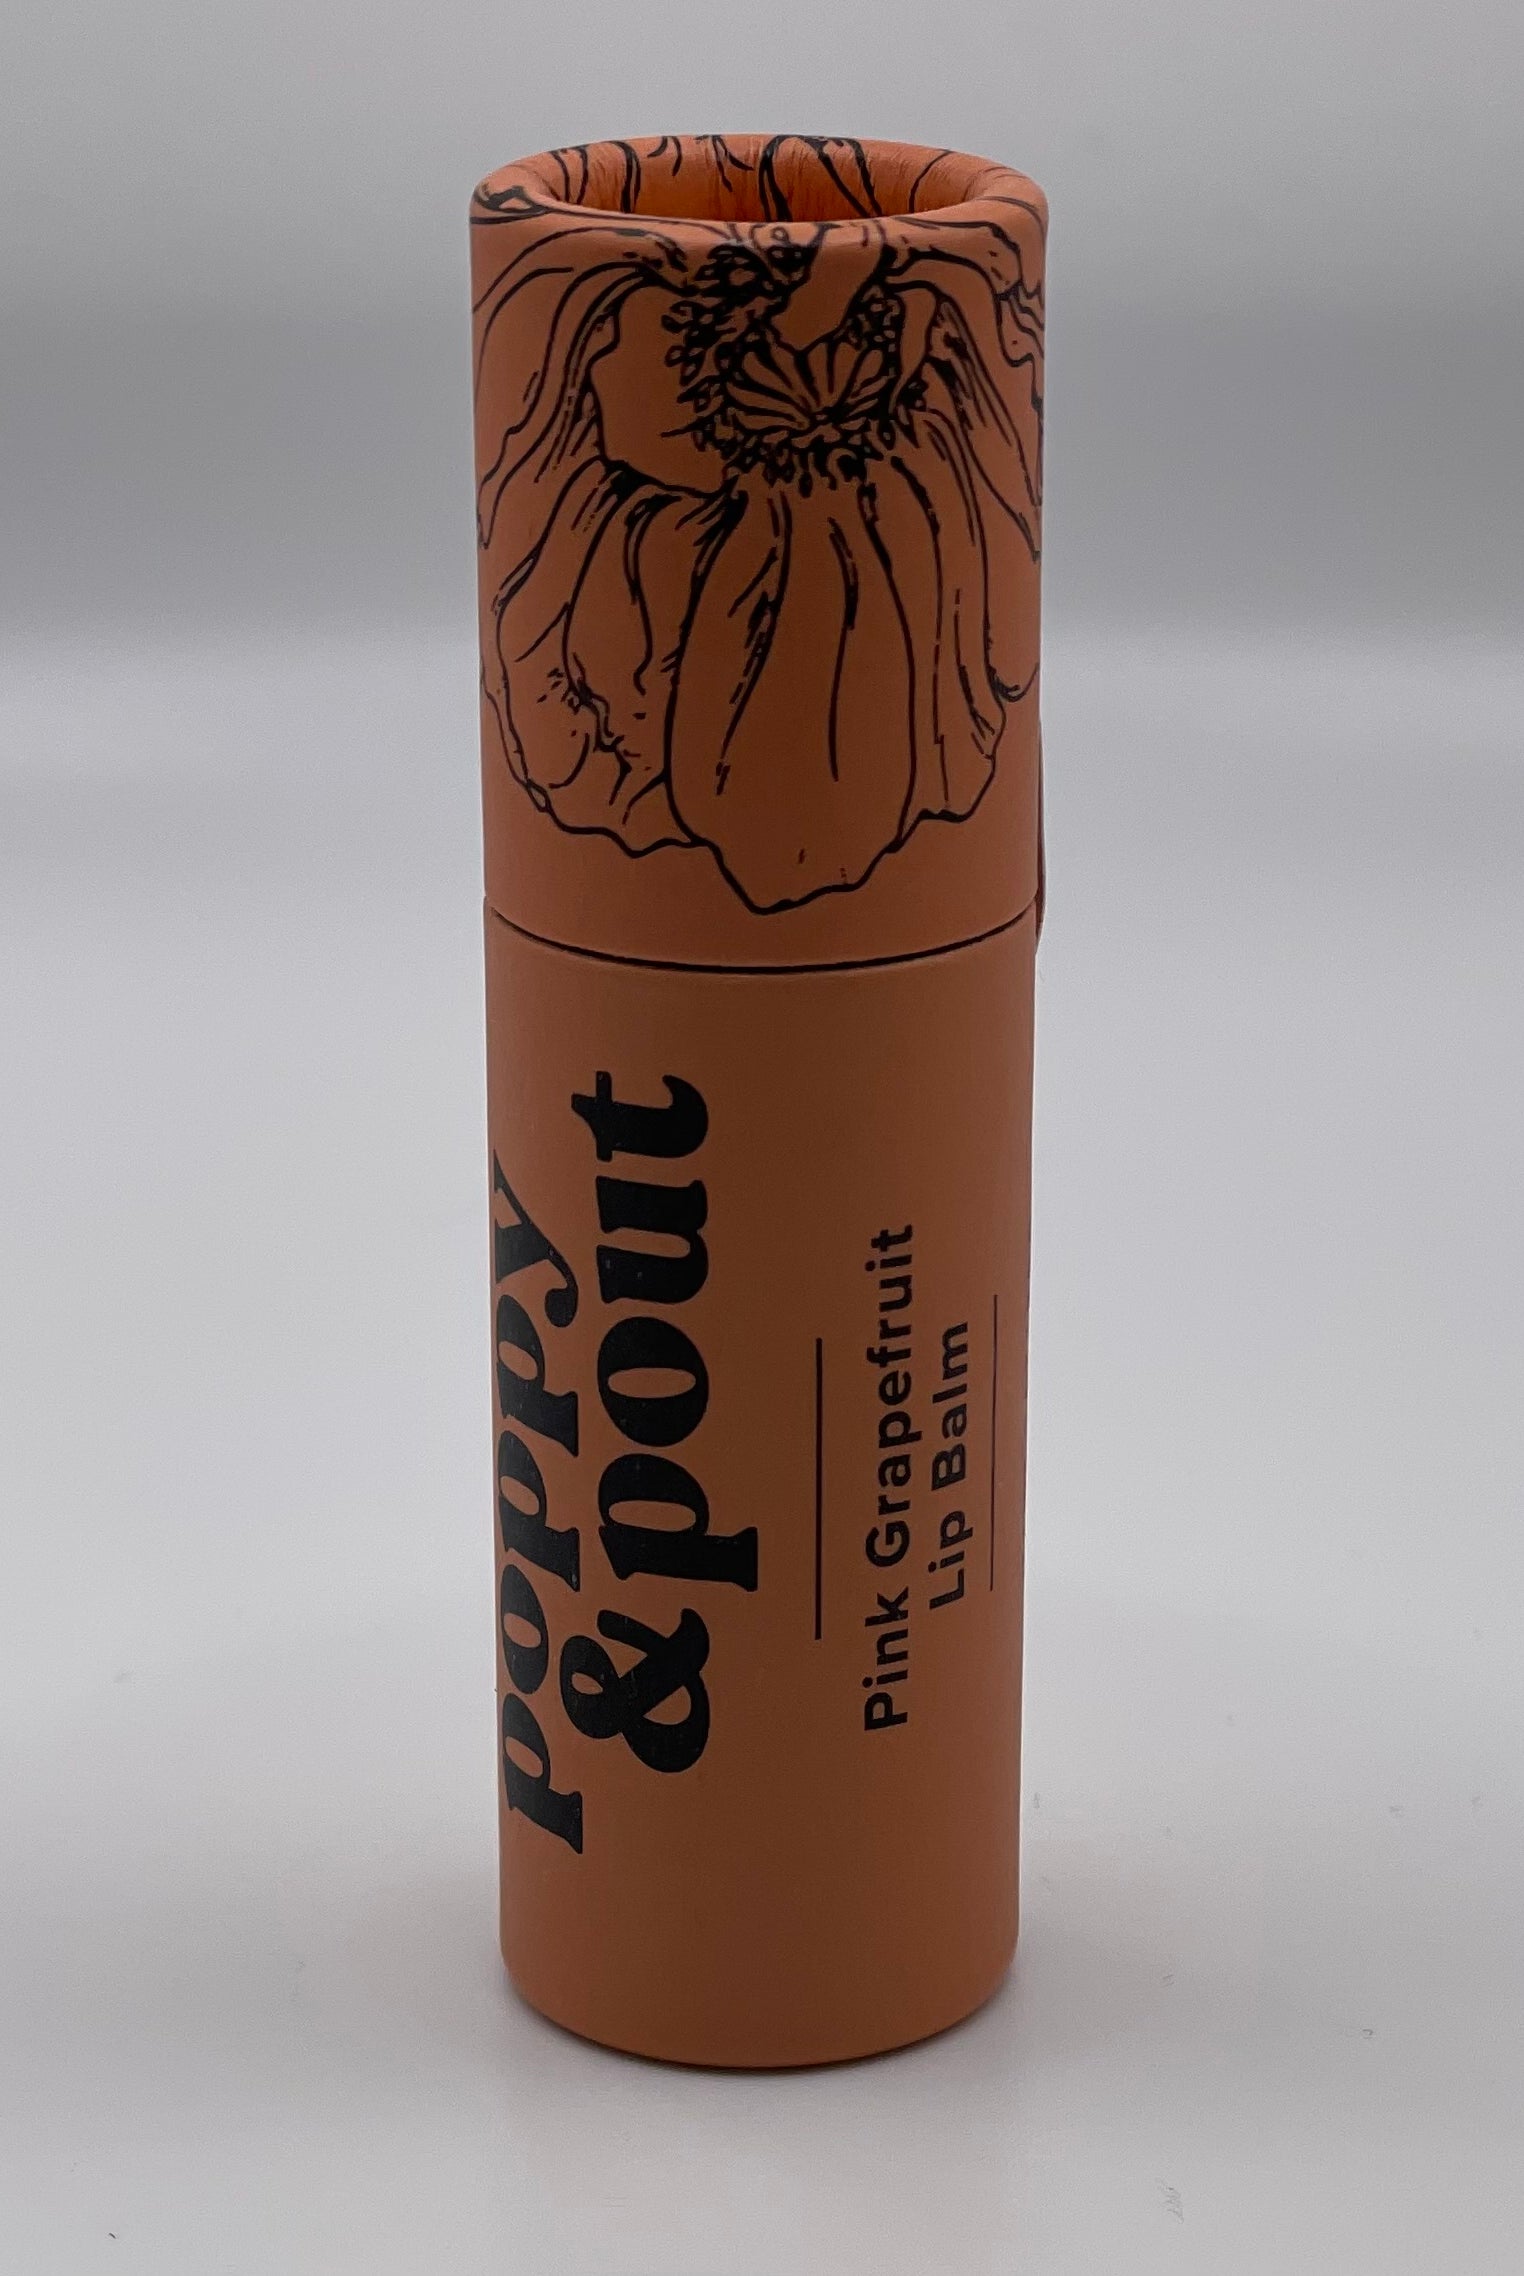 poppy
& pout
Pink Grapefruit
Lip Balm